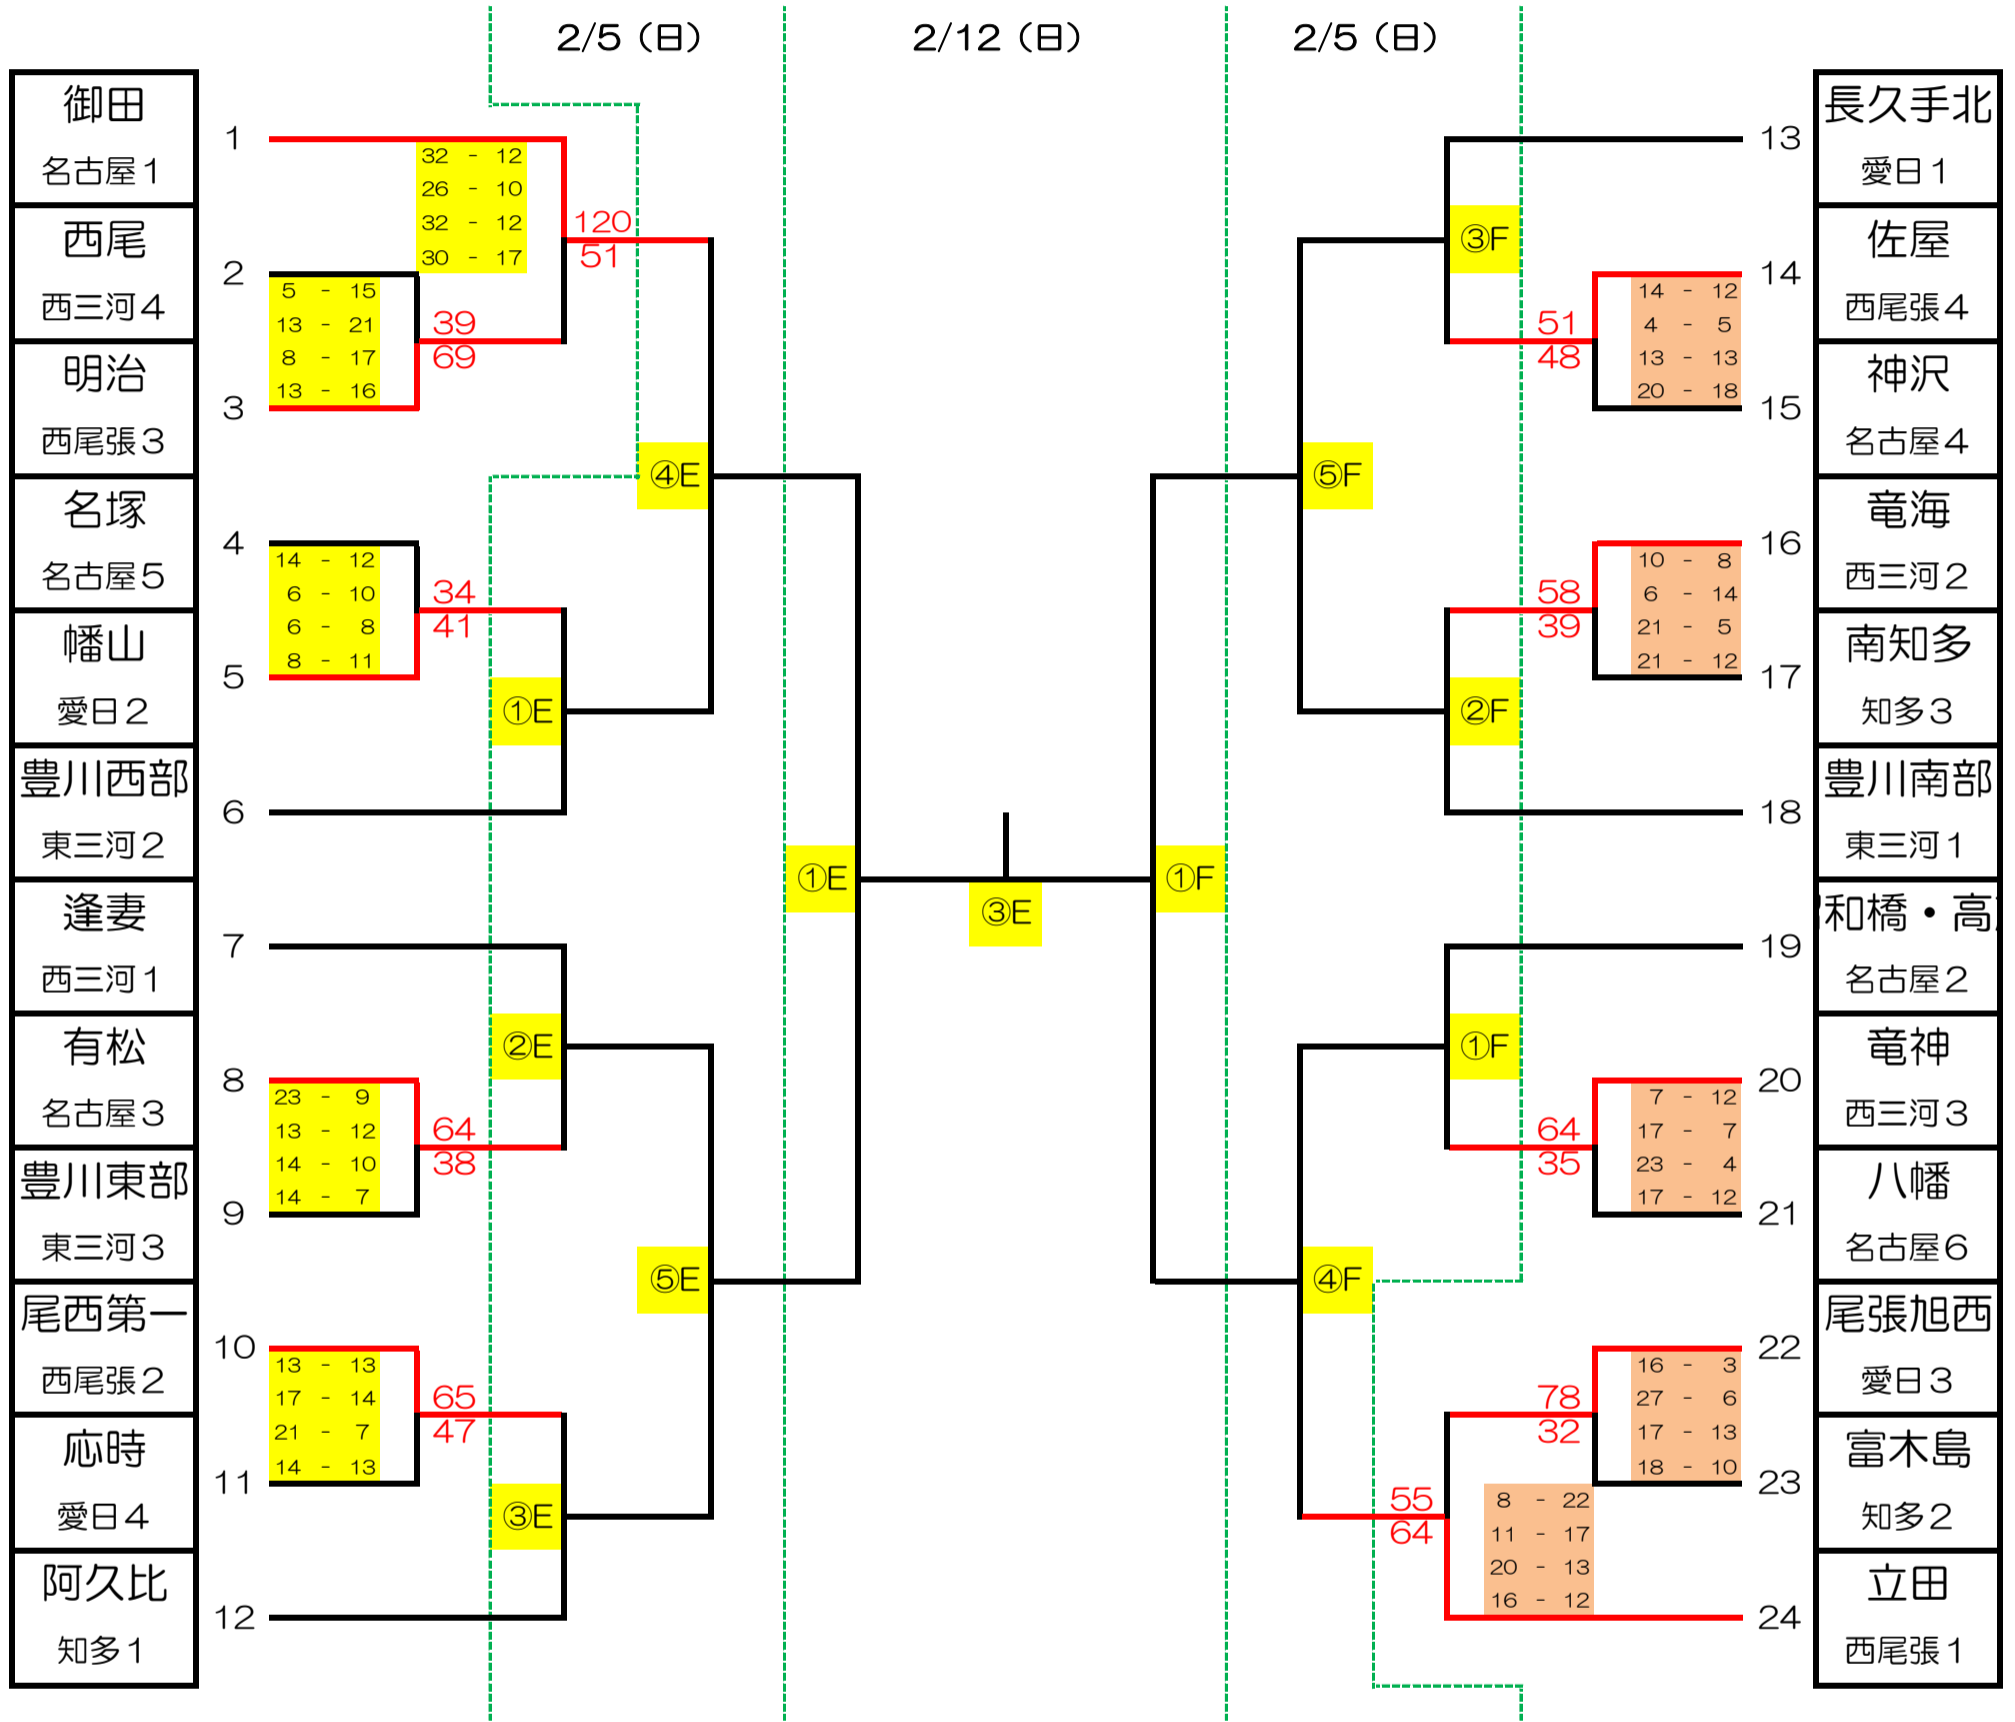 2/5（日）
2/12（日）
2/5（日）
御田
名古屋1
1
西尾
西三河4
2
明治
西尾張3
3
名塚
名古屋5
4
幡山
愛日2
5
豊川西部
東三河2
6
逢妻
西三河1
7
有松
名古屋3
8
豊川東部
東三河3
9
尾西第一
西尾張2
10
応時
愛日4
11
阿久比
知多1
12
32 - 12
26 - 10
32 - 12
30 - 17
120
51
5 - 15
13 - 21
8 - 17
13 - 16
39
69
④E
14 - 12
6 - 10
6 - 8
8 - 11
34
41
①E
②E
23 - 9
13 - 12
14 - 10
14 - 7
64
38
⑤E
13 - 13
17 - 14
21 - 7
14 - 13
65
47
③E
①E
③E
①F
③F
14 - 12
4 - 5
13 - 13
20 - 18
51
48
⑤F
10 - 8
6 - 14
21 - 5
21 - 12
58
39
②F
①F
7 - 12
17 - 7
23 - 4
17 - 12
64
35
④F
16 - 3
27 - 6
17 - 13
18 - 10
78
32
8 - 22
11 - 17
20 - 13
16 - 12
55
64
13
長久手北
愛日1
14
佐屋
西尾張4
15
神沢
名古屋4
16
竜海
西三河2
17
南知多
知多3
18
豊川南部
東三河1
19
和橋・高
名古屋2
20
竜神
西三河3
21
八幡
名古屋6
22
尾張旭西
愛日3
23
富木島
知多2
24
立田
西尾張1